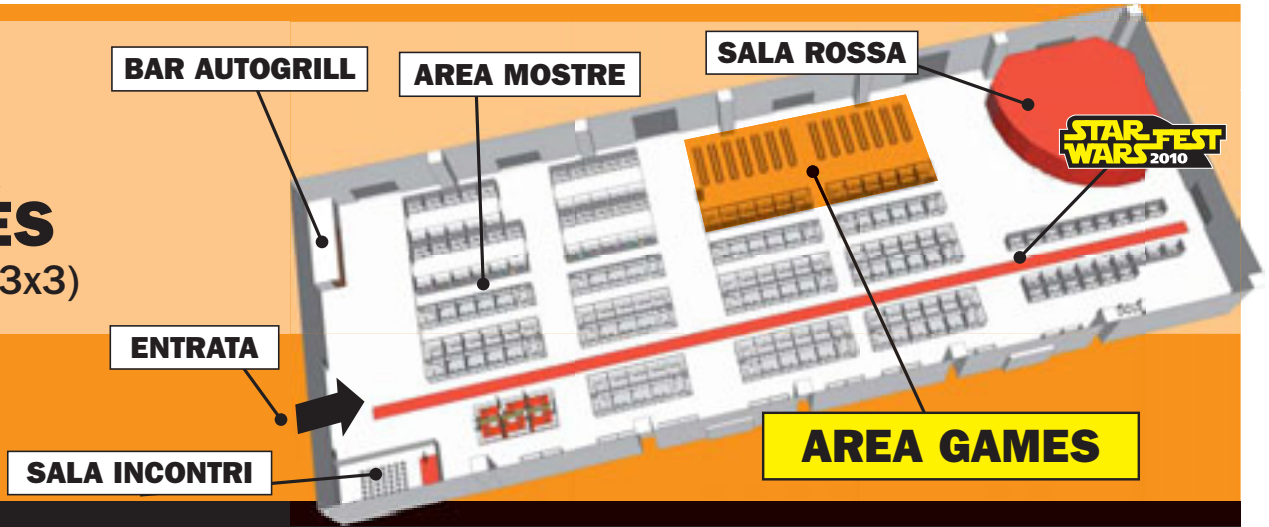 BAR AUTOGRILL
AREA MOSTRE
SALA ROSSA
STAR WARS FEST 2010
ES
3x3)
ENTRATA
AREA GAMES
SALA INCONTRI